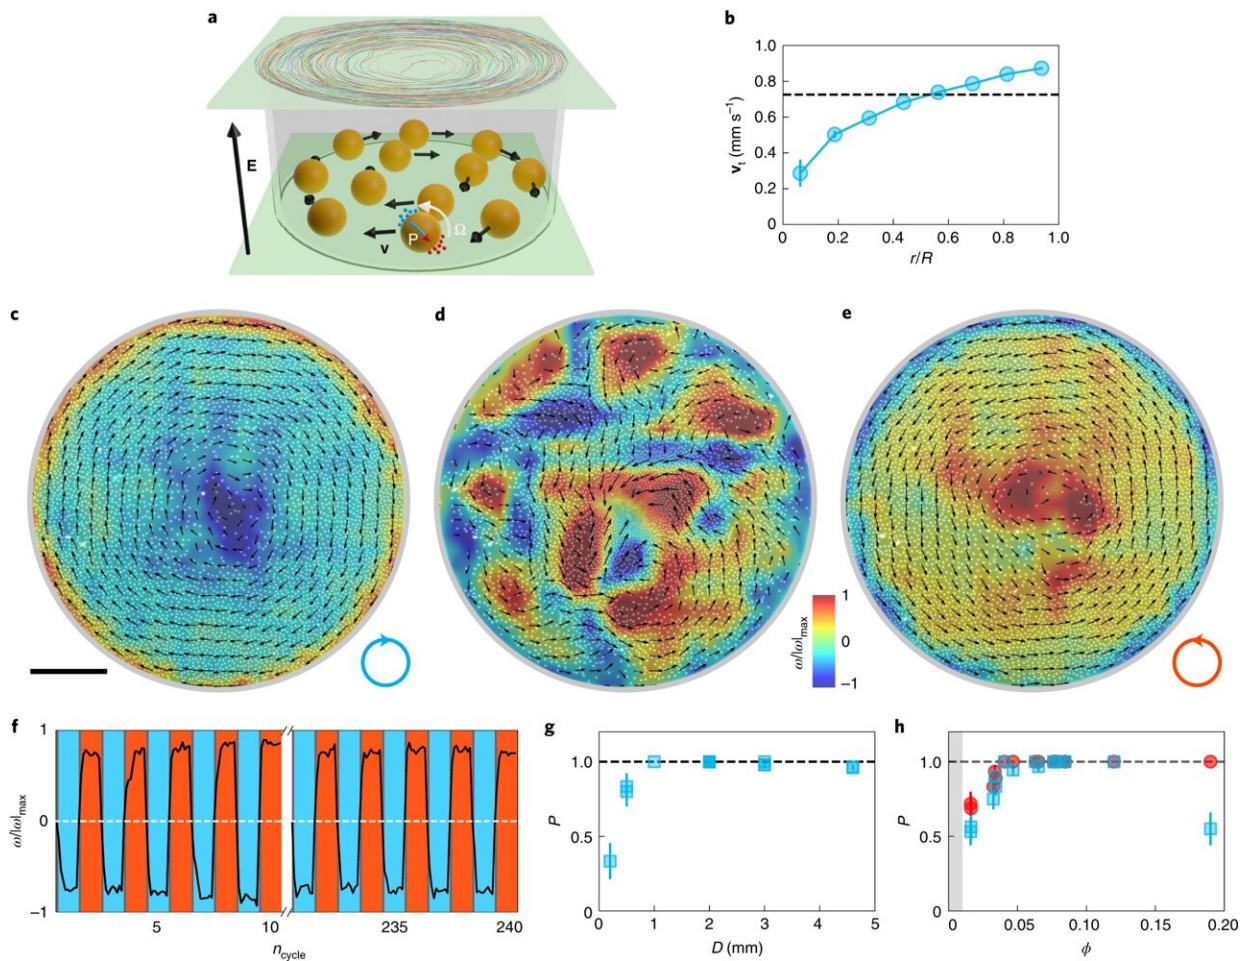 a
E
v
P
Ω
b
1.0
0.8
0.6
0.4
0.2
0
v_t (mm s⁻¹)
0 0.2 0.4 0.6 0.8 1.0
r/R
c
d
e
ω/|ω|max
1
0
−1
f
1
0
−1
ω/|ω|max
5 10 235 240
n_cycle
g
1.0
0.5
0
P
0 1 2 3 4 5
D (mm)
h
1.0
0.5
0
P
0 0.05 0.10 0.15 0.20
ϕ